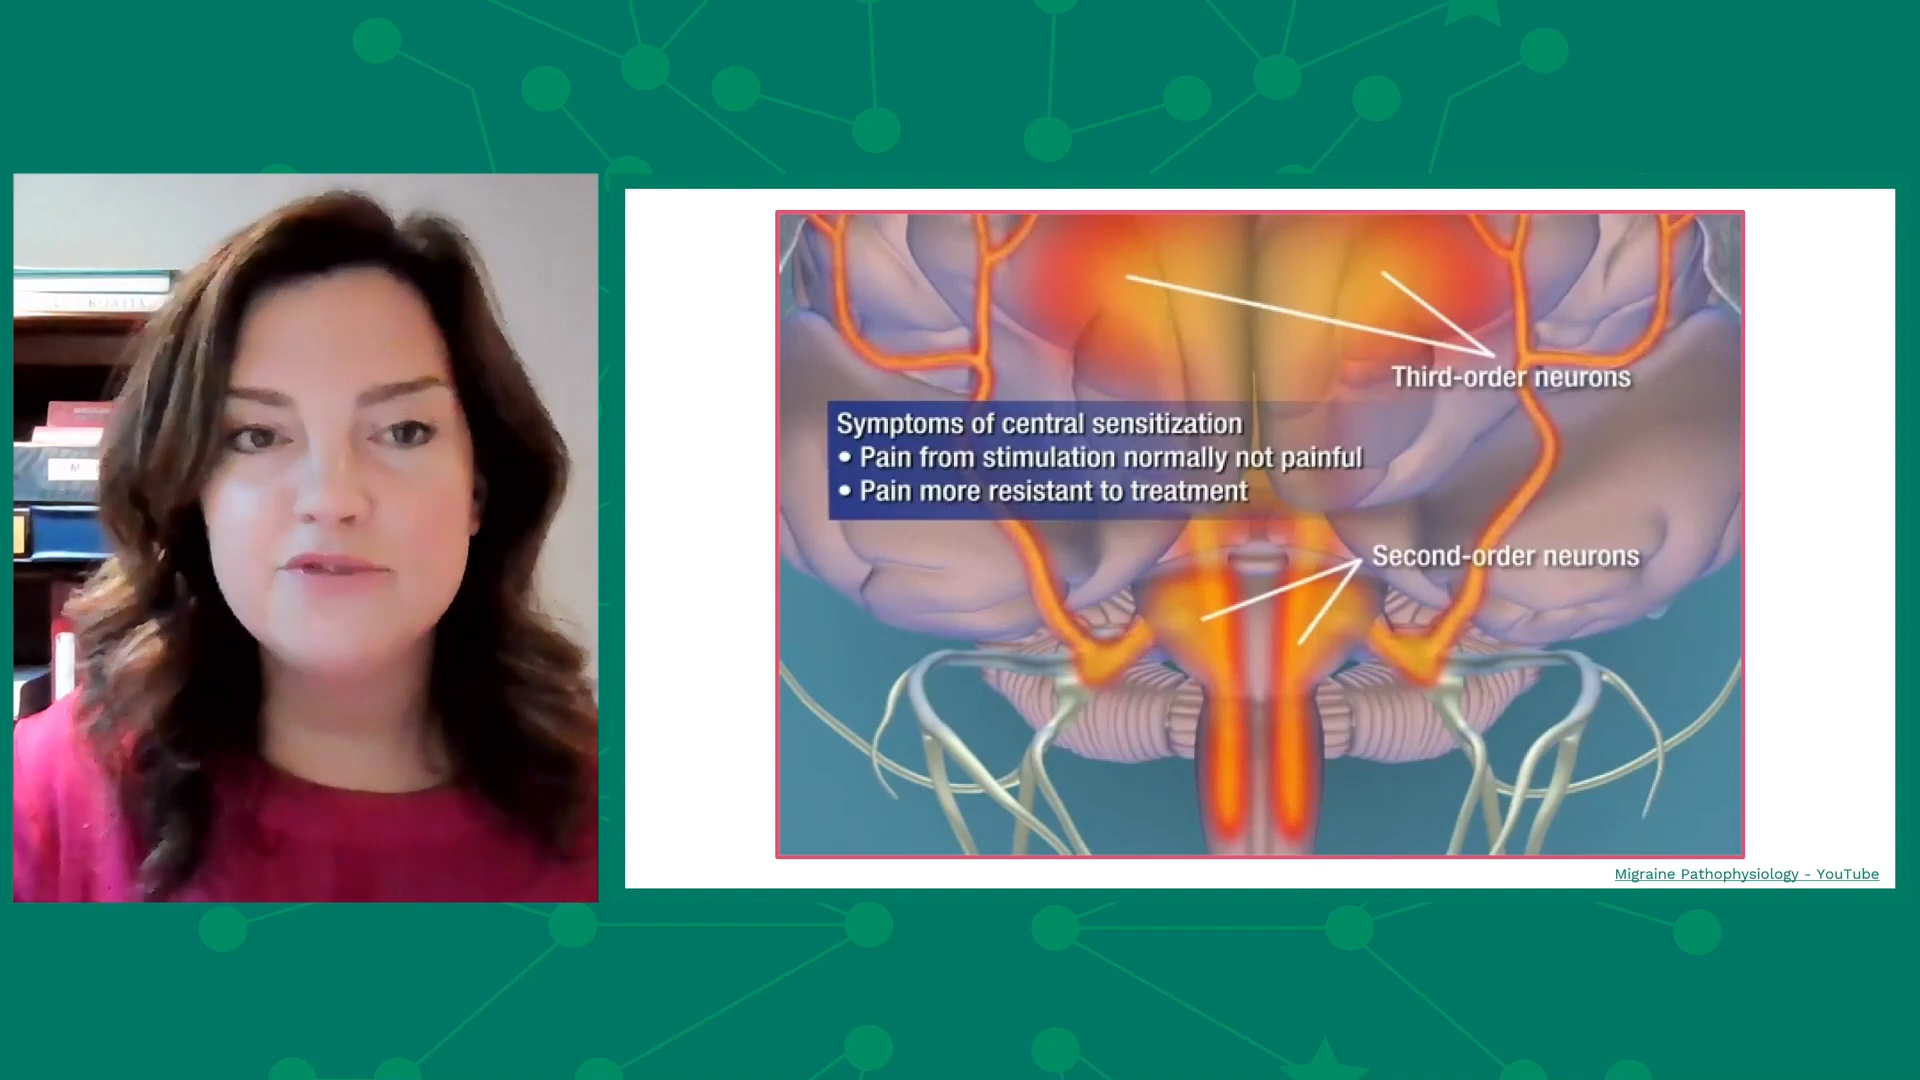 Third-order neurons
Symptoms of central sensitization
• Pain from stimulation normally not painful
• Pain more resistant to treatment
Second-order neurons
Migraine Pathophysiology - YouTube